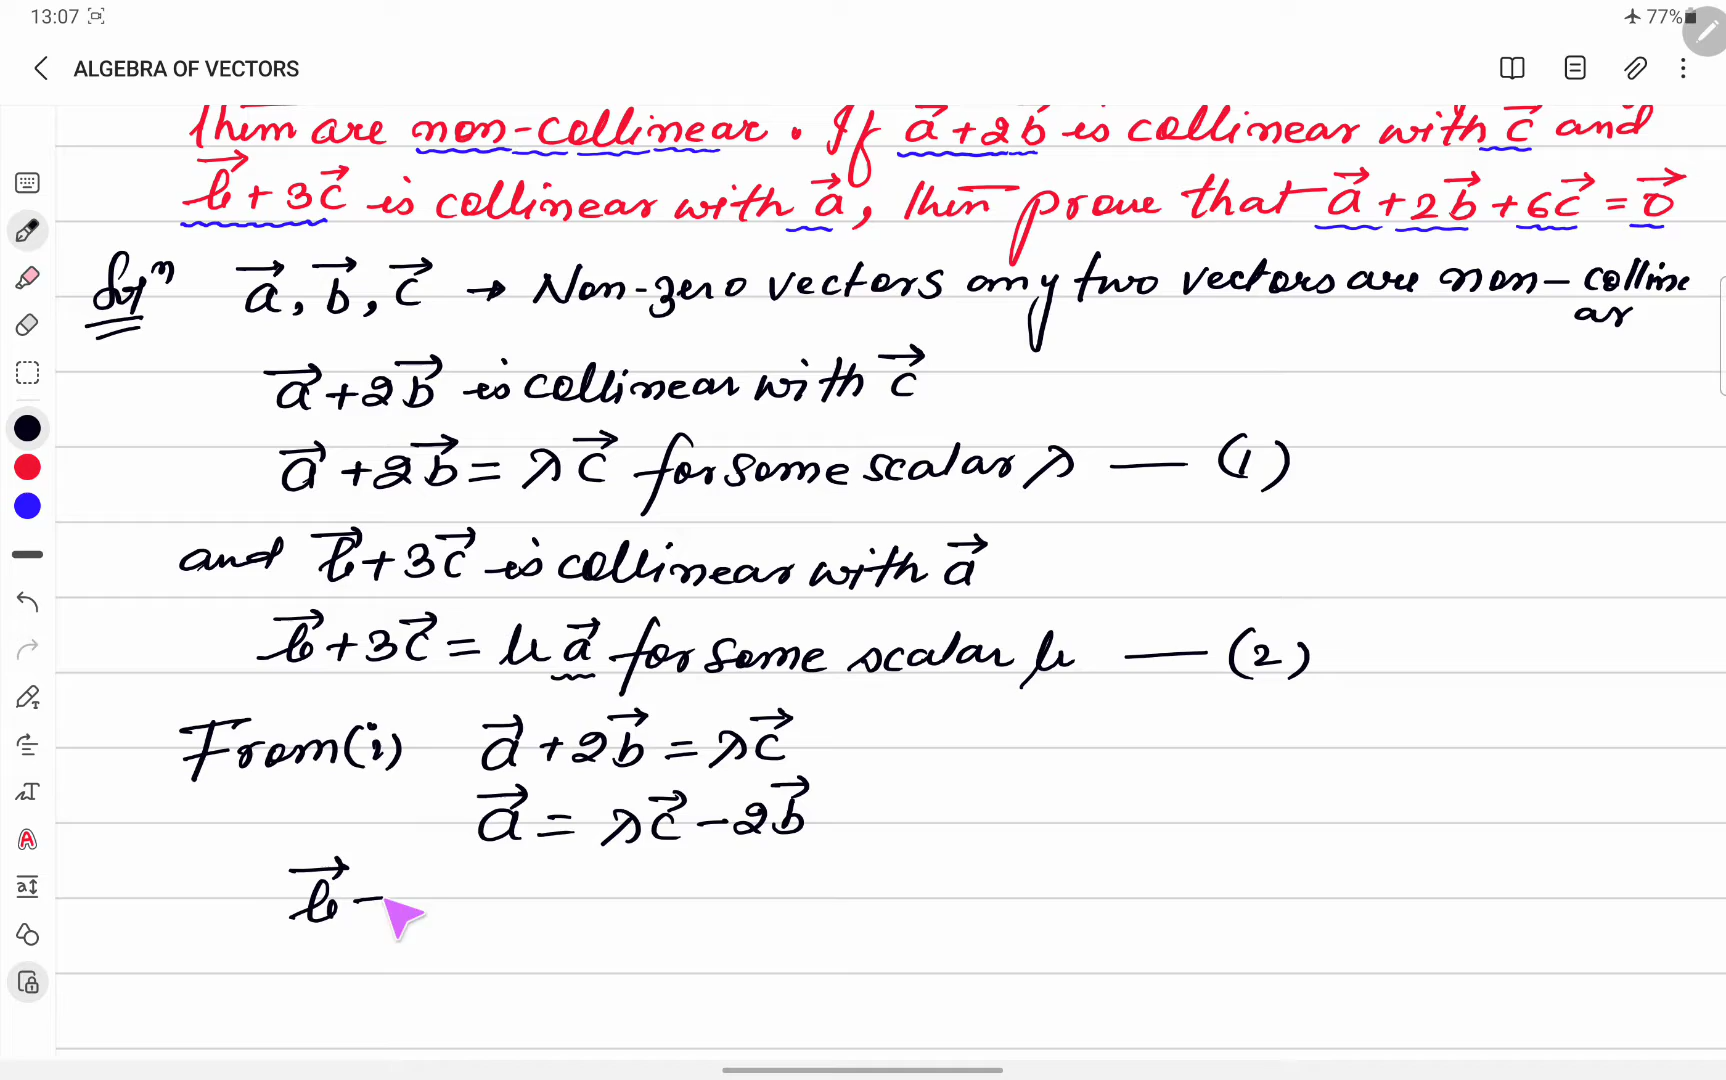 13:07 77%
ALGEBRA OF VECTORS
them are non-collinear. If a⃗+2b⃗ is collinear with c⃗ and
b⃗+3c⃗ is collinear with a⃗, then prove that a⃗+2b⃗+6c⃗=0⃗
Solⁿ a⃗, b⃗, c⃗ → Non-zero vectors any two vectors are non-colline
ar
a⃗+2b⃗ is collinear with c⃗
a⃗+2b⃗=λc⃗ for some scalar λ — (1)
and b⃗+3c⃗ is collinear with a⃗
b⃗+3c⃗=μa⃗ for some scalar μ — (2)
From(i) a⃗+2b⃗=λc⃗
a⃗=λc⃗-2b⃗
b⃗ -